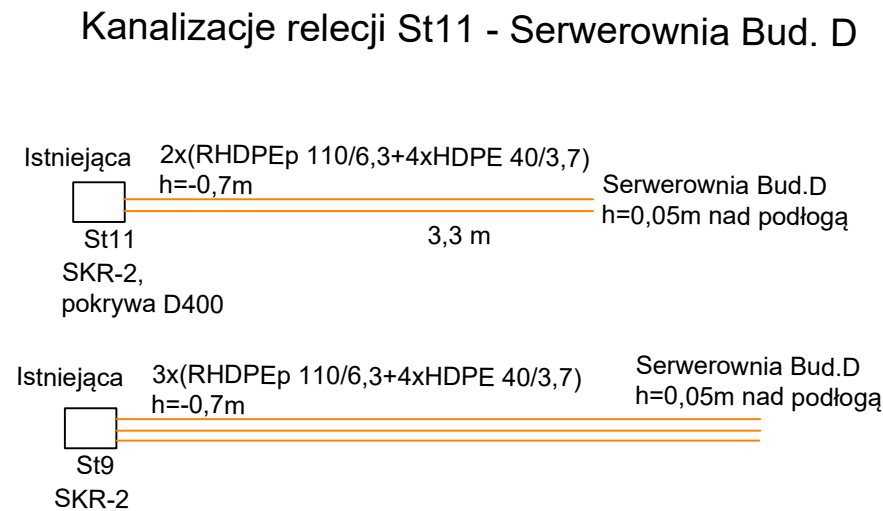 Kanalizacje relecji St11 - Serwerownia Bud. D
Istniejąca
2x(RHDPEp 110/6,3+4xHDPE 40/3,7)
h=-0,7m
Serwerownia Bud.D
h=0,05m nad podłogą
St11
3,3 m
SKR-2,
pokrywa D400
Istniejąca
3x(RHDPEp 110/6,3+4xHDPE 40/3,7)
h=-0,7m
Serwerownia Bud.D
h=0,05m nad podłogą
St9
SKR-2